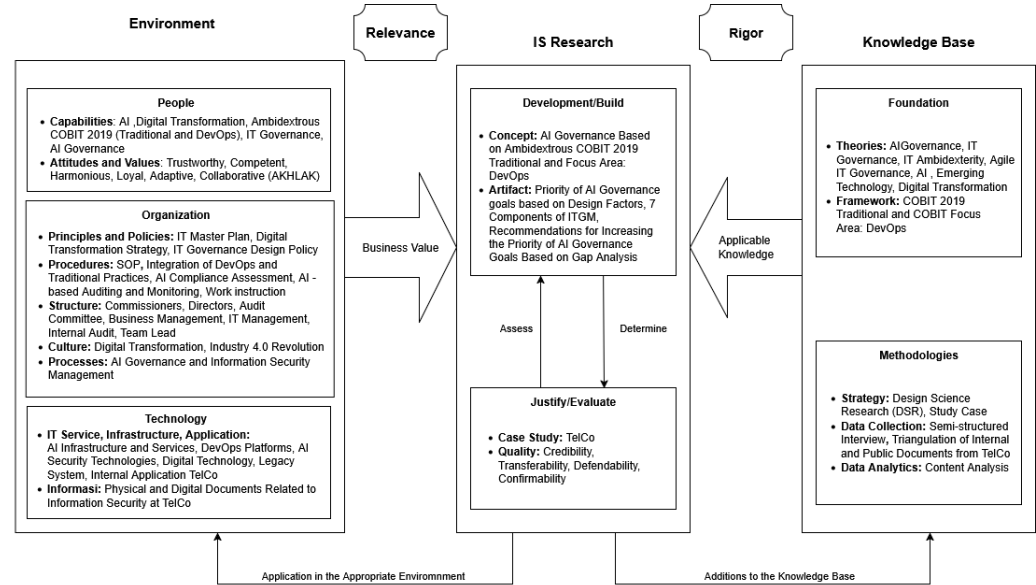 Environment
Relevance
IS Research
Rigor
Knowledge Base
People
Capabilities: AI ,Digital Transformation, Ambidextrous
COBIT 2019 (Traditional and DevOps), IT Governance,
AI Governance
Attitudes and Values: Trustworthy, Competent,
Harmonious, Loyal, Adaptive, Collaborative (AKHLAK)
Organization
Principles and Policies: IT Master Plan, Digital
Transformation Strategy, IT Governance Design Policy
Procedures: SOP, Integration of DevOps and
Traditional Practices, AI Compliance Assessment, AI -
based Auditing and Monitoring, Work instruction
Structure: Commissioners, Directors, Audit
Committee, Business Management, IT Management,
Internal Audit, Team Lead
Culture: Digital Transformation, Industry 4.0 Revolution
Processes: AI Governance and Information Security
Management
Technology
IT Service, Infrastructure, Application:
AI Infrastructure and Services, DevOps Platforms, AI
Security Technologies, Digital Technology, Legacy
System, Internal Application TelCo
Informasi: Physical and Digital Documents Related to
Information Security at TelCo
Business Value
Development/Build
Concept: AI Governance Based
on Ambidextrous COBIT 2019
Traditional and Focus Area:
DevOps
Artifact: Priority of AI Governance
goals based on Design Factors, 7
Components of ITGM,
Recommendations for Increasing
the Priority of AI Governance
Goals Based on Gap Analysis
Assess
Determine
Justify/Evaluate
Case Study: TelCo
Quality: Credibility,
Transferability, Defendability,
Confirmability
Applicable
Knowledge
Foundation
Theories: AIGovernance, IT
Governance, IT Ambidexterity, Agile
IT Governance, AI , Emerging
Technology, Digital Transformation
Framework: COBIT 2019
Traditional and COBIT Focus
Area: DevOps
Methodologies
Strategy: Design Science
Research (DSR), Study Case
Data Collection: Semi-structured
Interview, Triangulation of Internal
and Public Documents from TelCo
Data Analytics: Content Analysis
Application in the Appropriate Enviromnment
Additions to the Knowledge Base